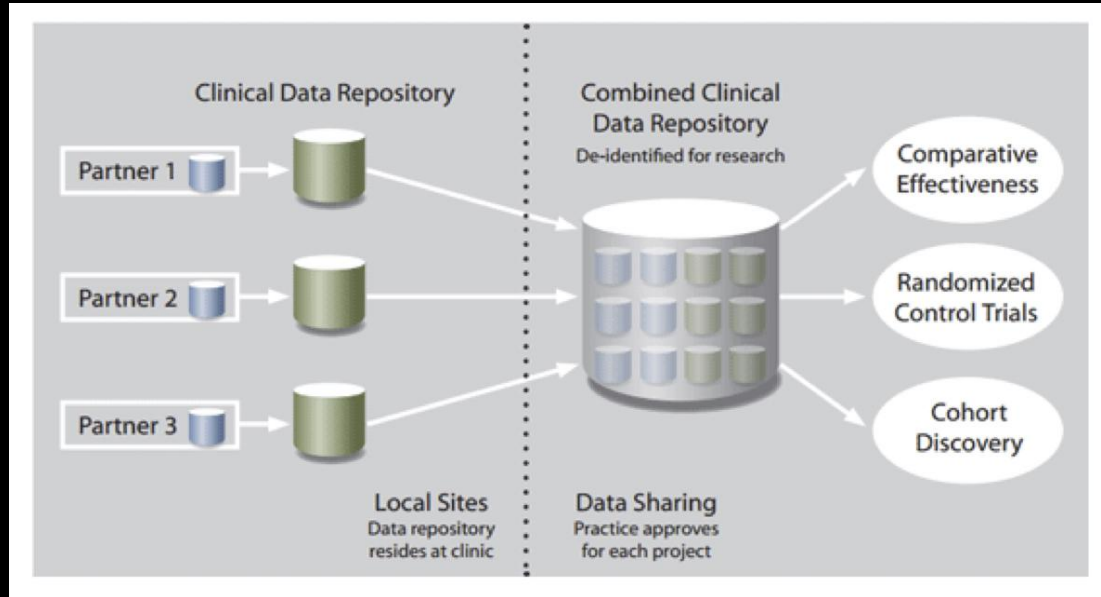 Clinical Data Repository
Partner 1
Partner 2
Partner 3
Local Sites
Data repository
resides at clinic
Combined Clinical
Data Repository
De-identified for research
Data Sharing
Practice approves
for each project
Comparative
Effectiveness
Randomized
Control Trials
Cohort
Discovery